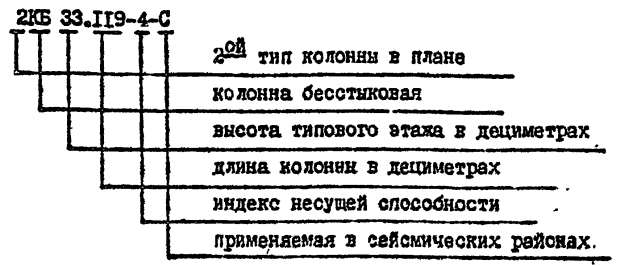 2КБ 33.II9-4-С
2ой тип колонны в плане
колонна бесстыковая
высота типового этажа в дециметрах
длина колонны в дециметрах
индекс несущей способности
применяемая в сейсмических районах.